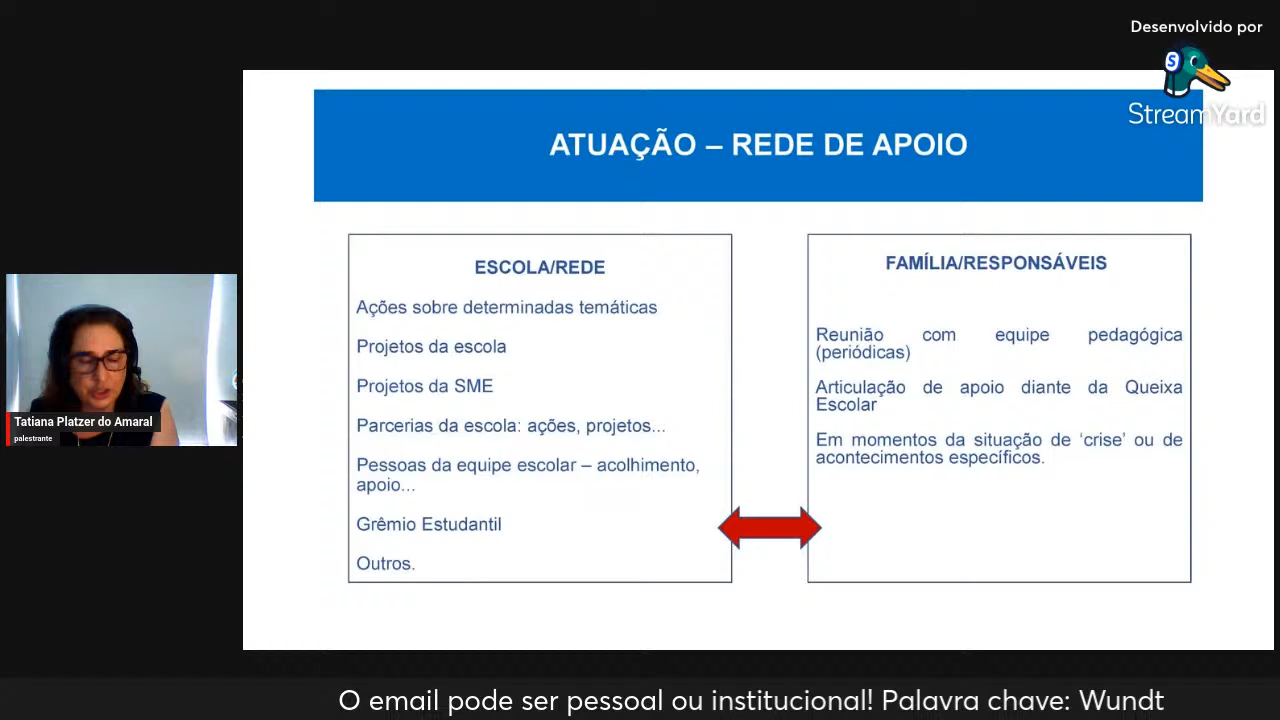 Desenvolvido por
S
StreamYard
ATUAÇÃO – REDE DE APOIO
ESCOLA/REDE
Ações sobre determinadas temáticas
Projetos da escola
Projetos da SME
Parcerias da escola: ações, projetos...
Pessoas da equipe escolar – acolhimento,
apoio...
Grêmio Estudantil
Outros.
FAMÍLIA/RESPONSÁVEIS
Reunião com equipe pedagógica
(periódicas)
Articulação de apoio diante da Queixa
Escolar
Em momentos da situação de ‘crise’ ou de
acontecimentos específicos.
Tatiana Platzer do Amaral
palestrante
O email pode ser pessoal ou institucional! Palavra chave: Wundt